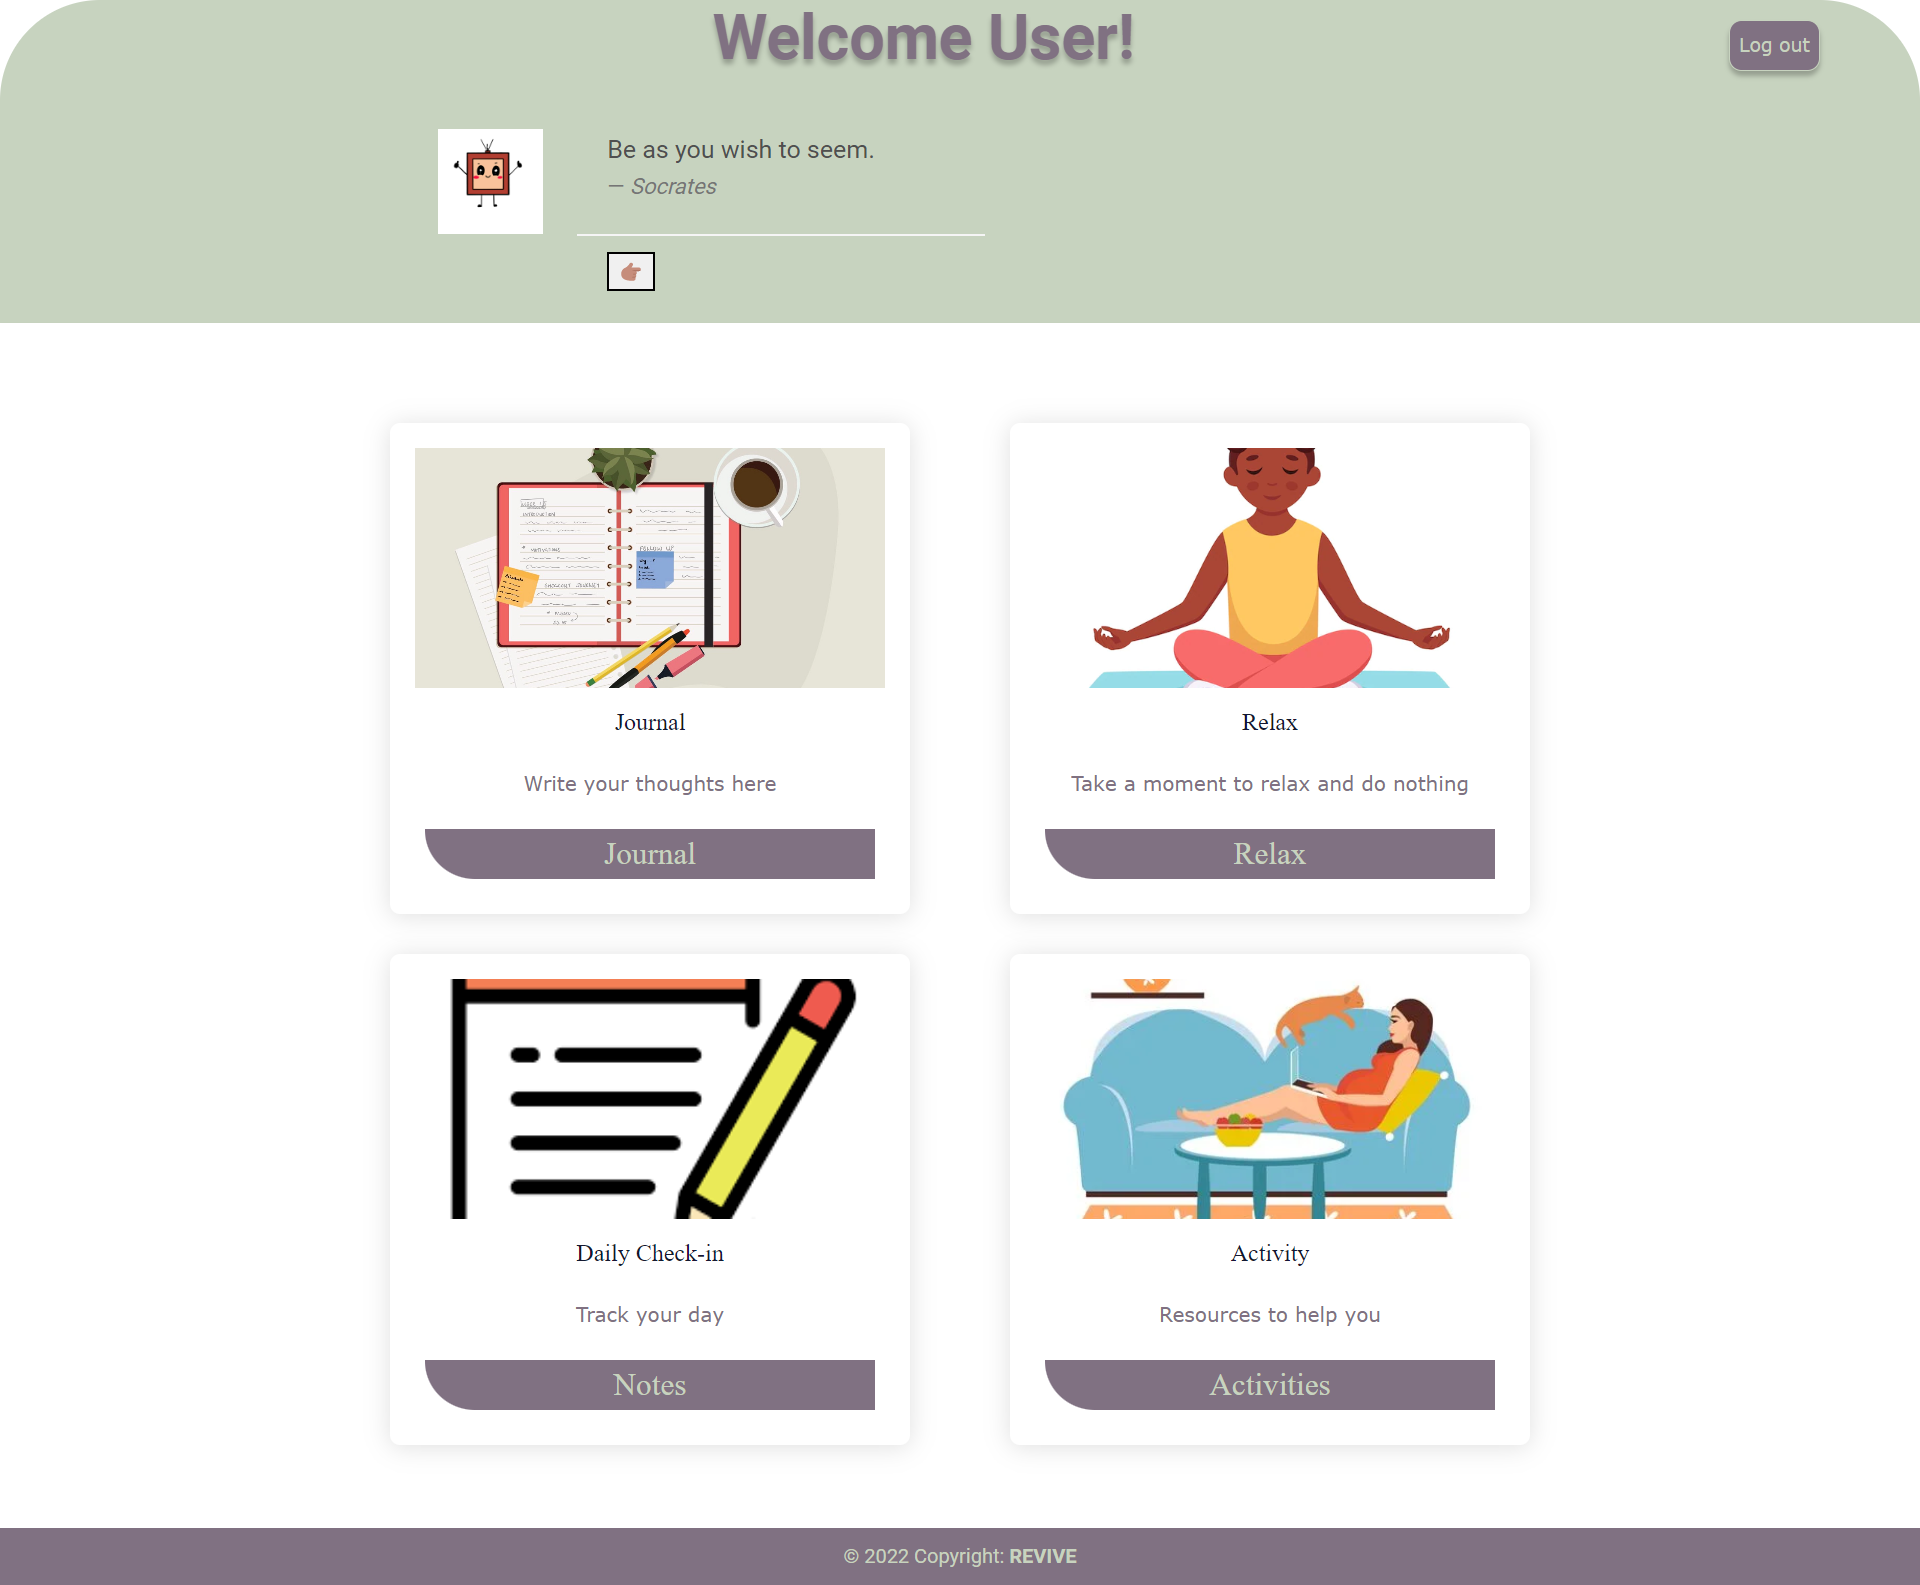 Welcome User!
Log out
Be as you wish to seem.
— Socrates
Journal
Write your thoughts here
Journal
Relax
Take a moment to relax and do nothing
Relax
Daily Check-in
Track your day
Notes
Activity
Resources to help you
Activities
© 2022 Copyright: REVIVE